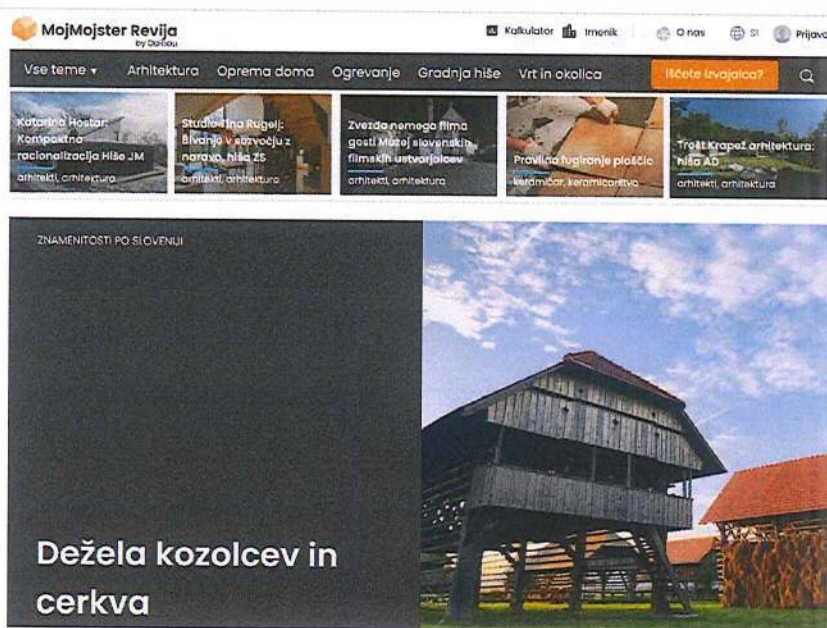 MojMojster Revija
by Daibau
Kalkulator
Imenik
O nas
SI
Prijava
Vse teme
Arhitektura
Oprema doma
Ogrevanje
Gradnja hiše
Vrt in okolica
Iščete izvajalca?
Katarina Hostar:
Kompaktna
racionalizacija Hiše JM
arhitekti, arhitektura
Studio Tina Rugelj:
Bivanje v sozvočju z
naravo, hiša ZS
arhitekti, arhitektura
Zvezdo nemega filma
gosti Muzej slovenskih
filmskih ustvarjalcev
arhitekti, arhitektura
Pravilno fugiranje ploščic
keramičar, keramičarstvo
Trošt Krapež arhitektura:
hiša AD
arhitekti, arhitektura
ZNAMENITOSTI PO SLOVENIJI
Dežela kozolcev in
cerkva